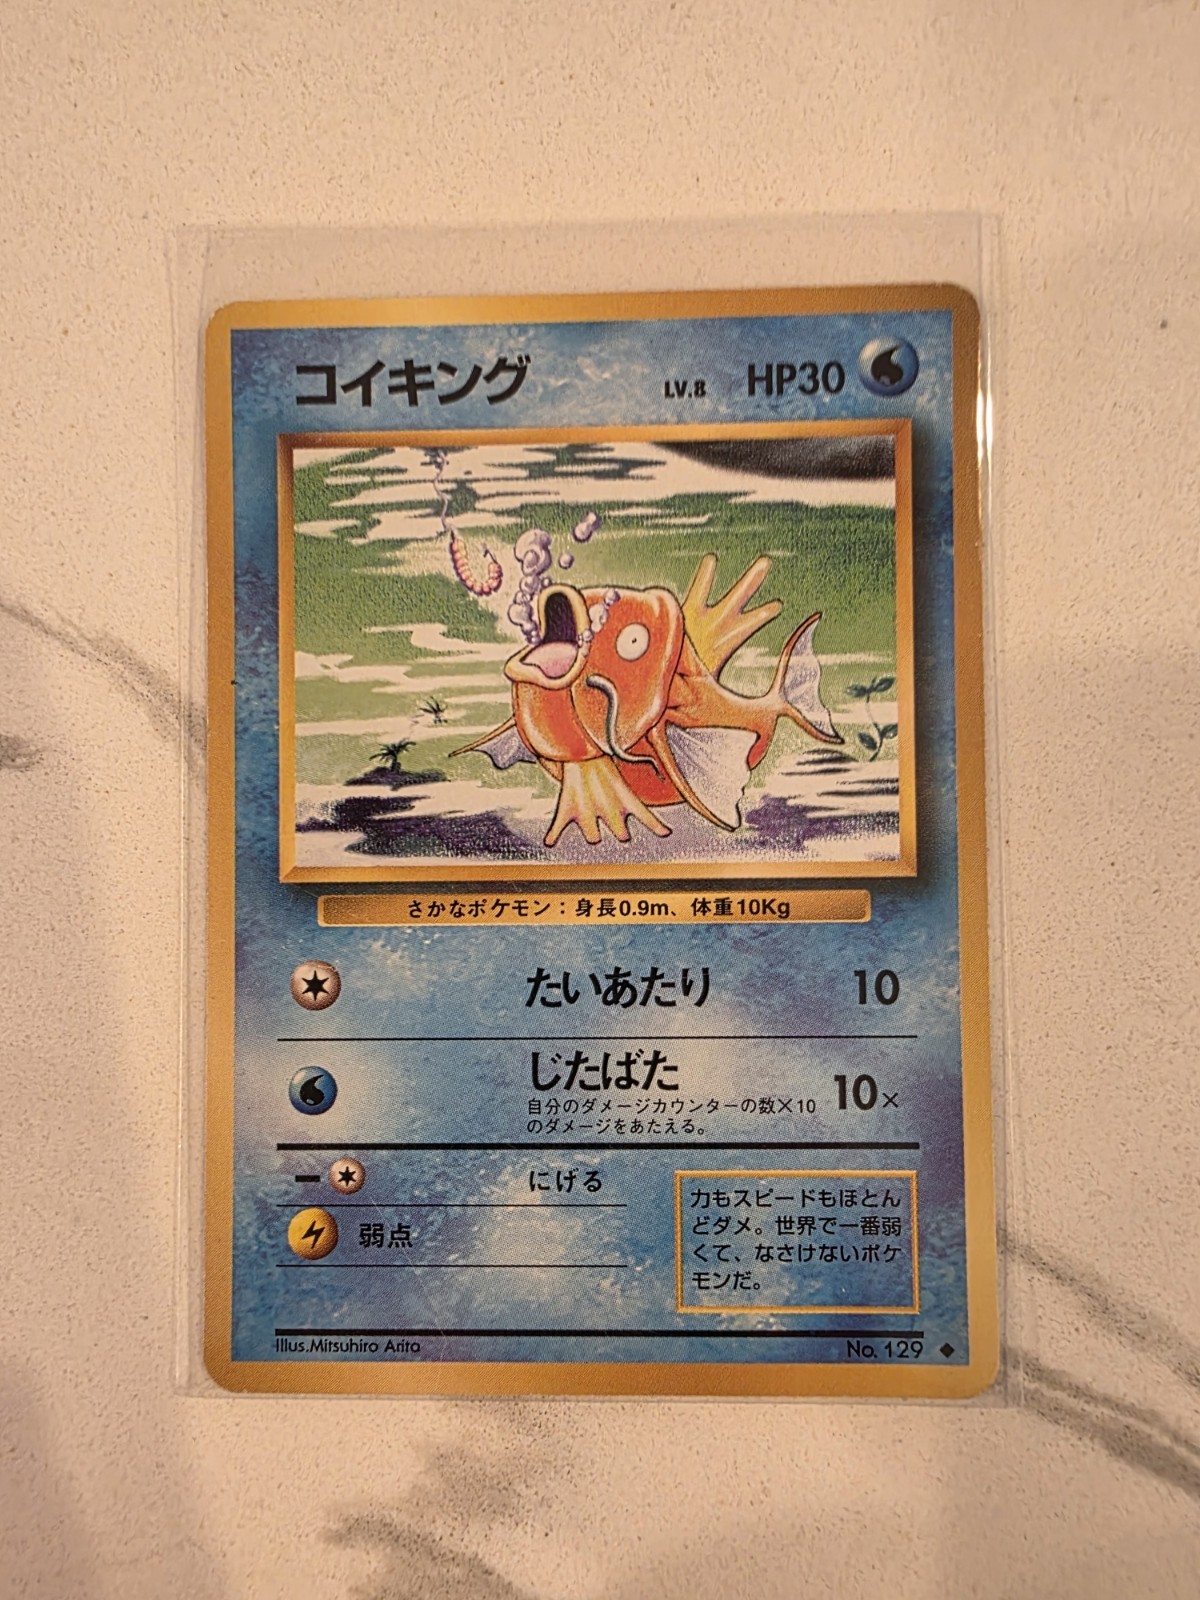 コイキング LV.8 HP30
さかなポケモン：身長0.9m、体重10Kg
たいあたり 10
じたばた 10×
自分のダメージカウンターの数×10
のダメージをあたえる。
− にげる
弱点
力もスピードもほとん
どダメ。世界で一番弱
くて、なさけないポケ
モンだ。
Illus.Mitsuhiro Arita No. 129 ◆